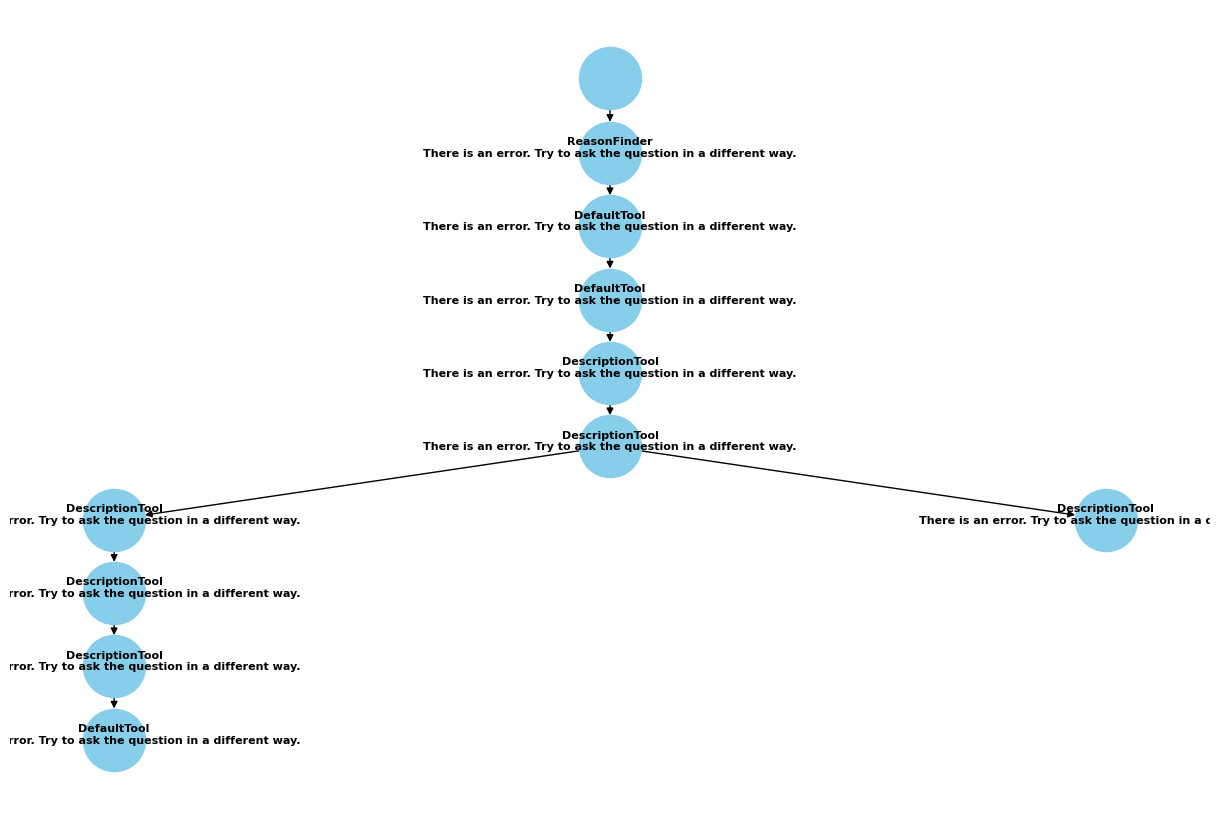 ReasonFinder
There is an error. Try to ask the question in a different way.
DefaultTool
There is an error. Try to ask the question in a different way.
DefaultTool
There is an error. Try to ask the question in a different way.
DescriptionTool
There is an error. Try to ask the question in a different way.
DescriptionTool
There is an error. Try to ask the question in a different way.
DescriptionTool
rror. Try to ask the question in a different way.
DescriptionTool
There is an error. Try to ask the question in a d
DescriptionTool
rror. Try to ask the question in a different way.
DescriptionTool
rror. Try to ask the question in a different way.
DefaultTool
rror. Try to ask the question in a different way.